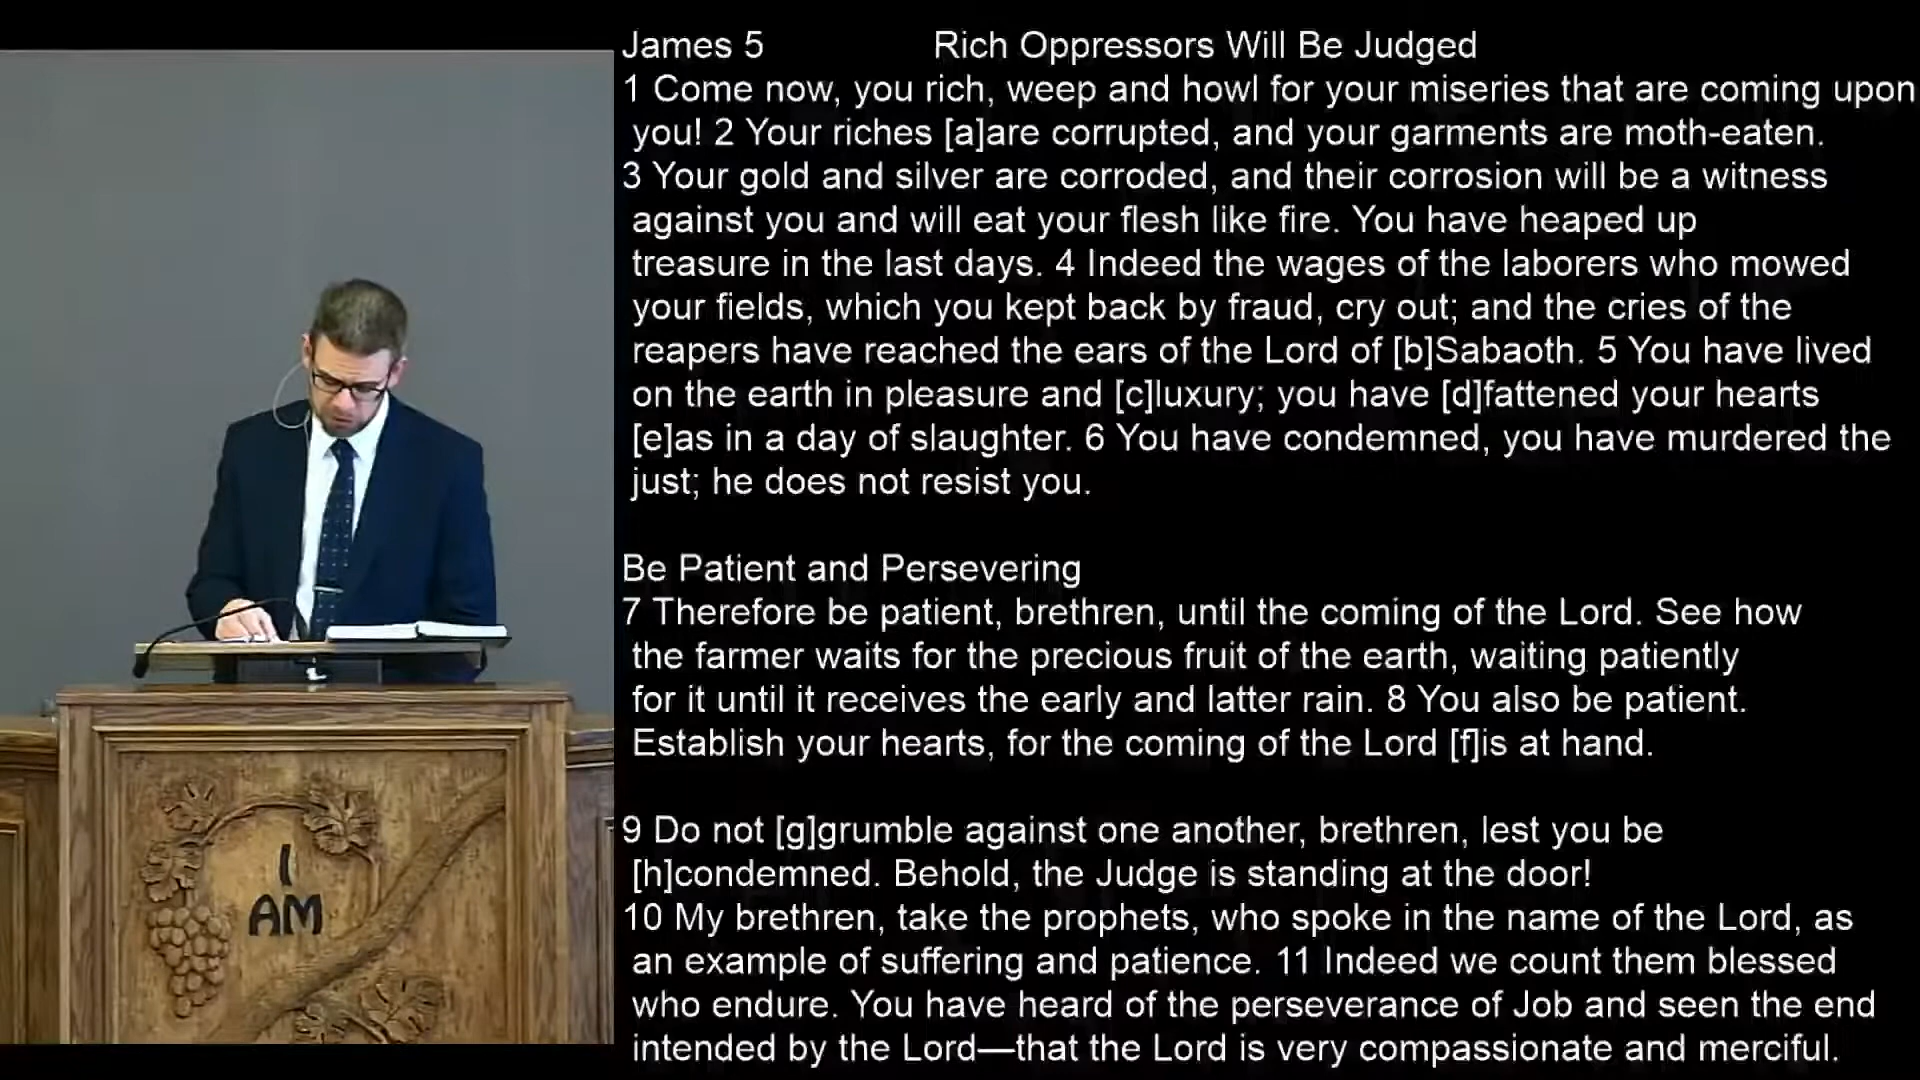 James 5 Rich Oppressors Will Be Judged
1 Come now, you rich, weep and howl for your miseries that are coming upon
you! 2 Your riches [a]are corrupted, and your garments are moth-eaten.
3 Your gold and silver are corroded, and their corrosion will be a witness
against you and will eat your flesh like fire. You have heaped up
treasure in the last days. 4 Indeed the wages of the laborers who mowed
your fields, which you kept back by fraud, cry out; and the cries of the
reapers have reached the ears of the Lord of [b]Sabaoth. 5 You have lived
on the earth in pleasure and [c]luxury; you have [d]fattened your hearts
[e]as in a day of slaughter. 6 You have condemned, you have murdered the
just; he does not resist you.
Be Patient and Persevering
7 Therefore be patient, brethren, until the coming of the Lord. See how
the farmer waits for the precious fruit of the earth, waiting patiently
for it until it receives the early and latter rain. 8 You also be patient.
Establish your hearts, for the coming of the Lord [f]is at hand.
9 Do not [g]grumble against one another, brethren, lest you be
[h]condemned. Behold, the Judge is standing at the door!
10 My brethren, take the prophets, who spoke in the name of the Lord, as
an example of suffering and patience. 11 Indeed we count them blessed
who endure. You have heard of the perseverance of Job and seen the end
intended by the Lord—that the Lord is very compassionate and merciful.
I
AM